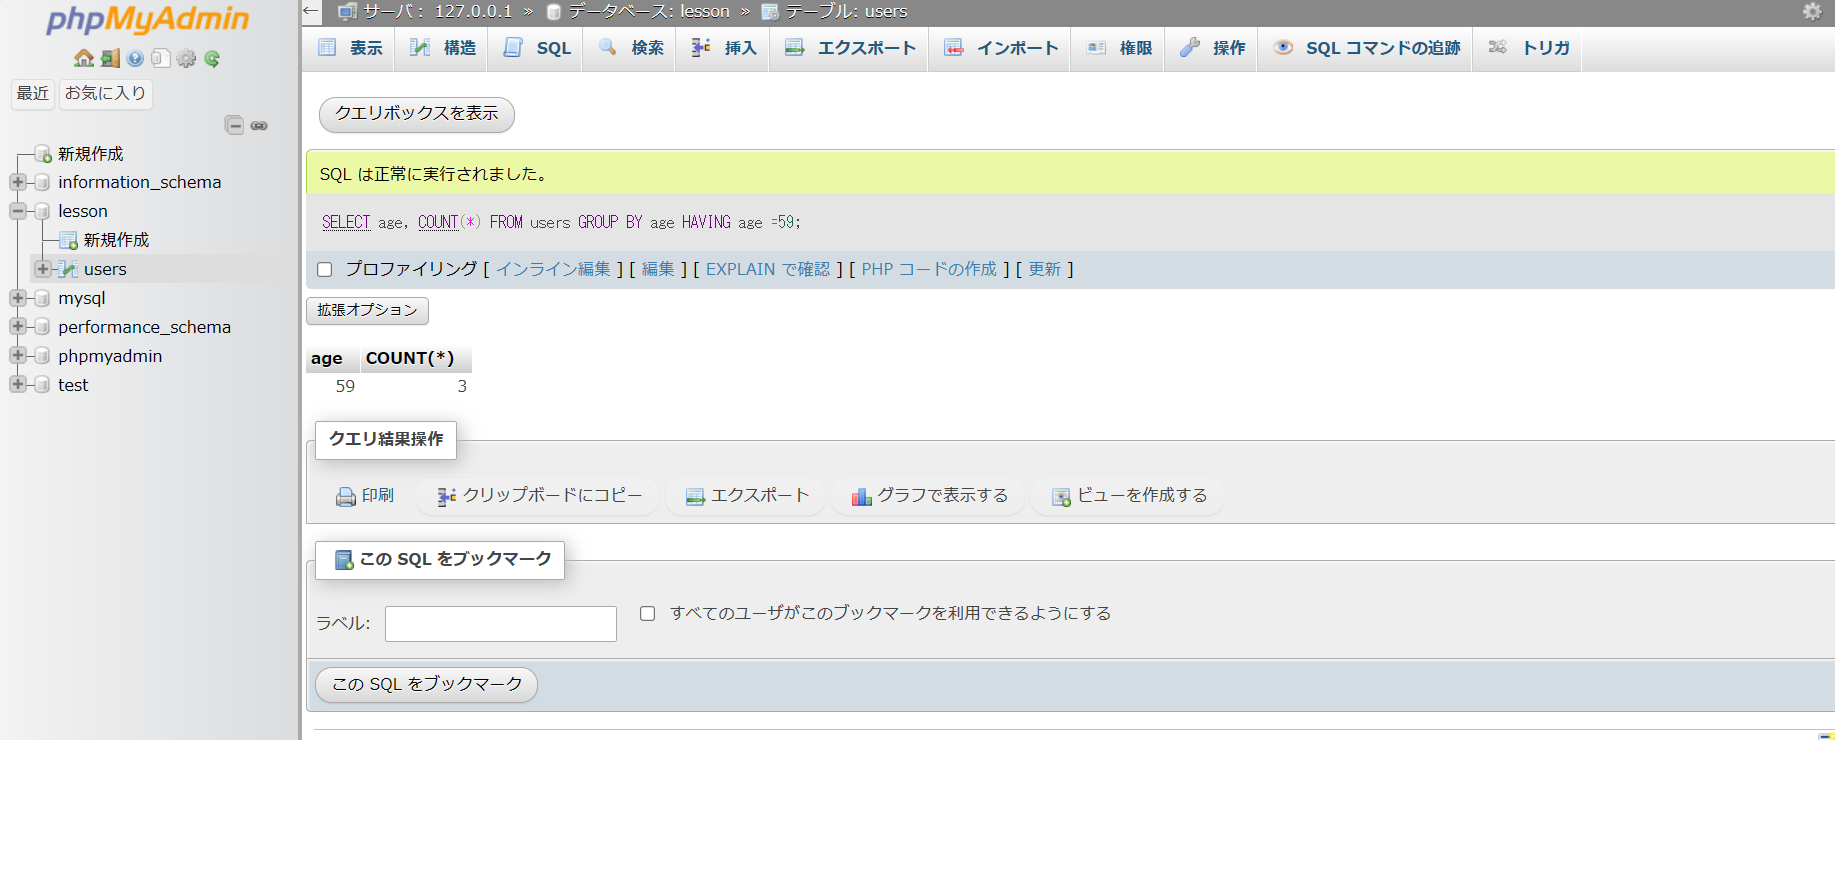 phpMyAdmin
最近 お気に入り
新規作成
information_schema
lesson
新規作成
users
mysql
performance_schema
phpmyadmin
test
← サーバ： 127.0.0.1 » データベース: lesson » テーブル: users
表示 構造 SQL 検索 挿入 エクスポート インポート 権限 操作 SQL コマンドの追跡 トリガ
クエリボックスを表示
SQL は正常に実行されました。
SELECT age, COUNT(*) FROM users GROUP BY age HAVING age =59;
プロファイリング [ インライン編集 ] [ 編集 ] [ EXPLAIN で確認 ] [ PHP コードの作成 ] [ 更新 ]
拡張オプション
age COUNT(*)
59 3
クエリ結果操作
印刷 クリップボードにコピー エクスポート グラフで表示する ビューを作成する
この SQL をブックマーク
ラベル: すべてのユーザがこのブックマークを利用できるようにする
この SQL をブックマーク